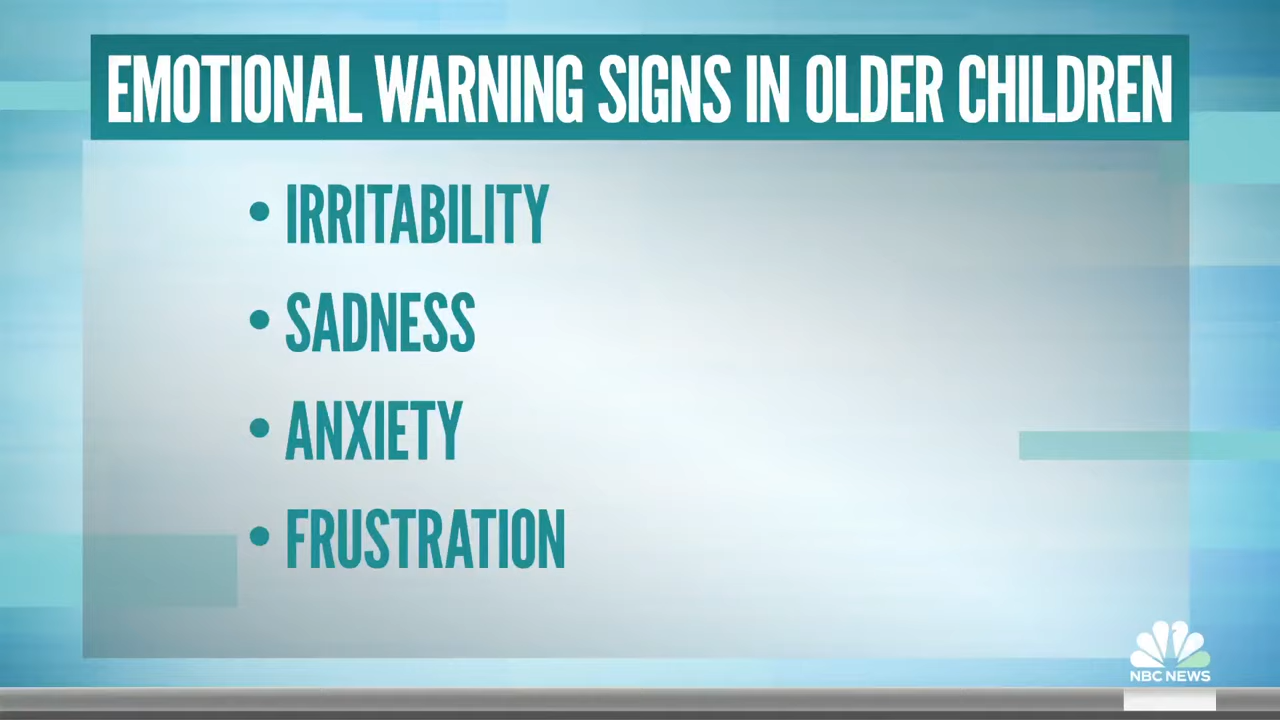 EMOTIONAL WARNING SIGNS IN OLDER CHILDREN
• IRRITABILITY
• SADNESS
• ANXIETY
• FRUSTRATION
NBC NEWS